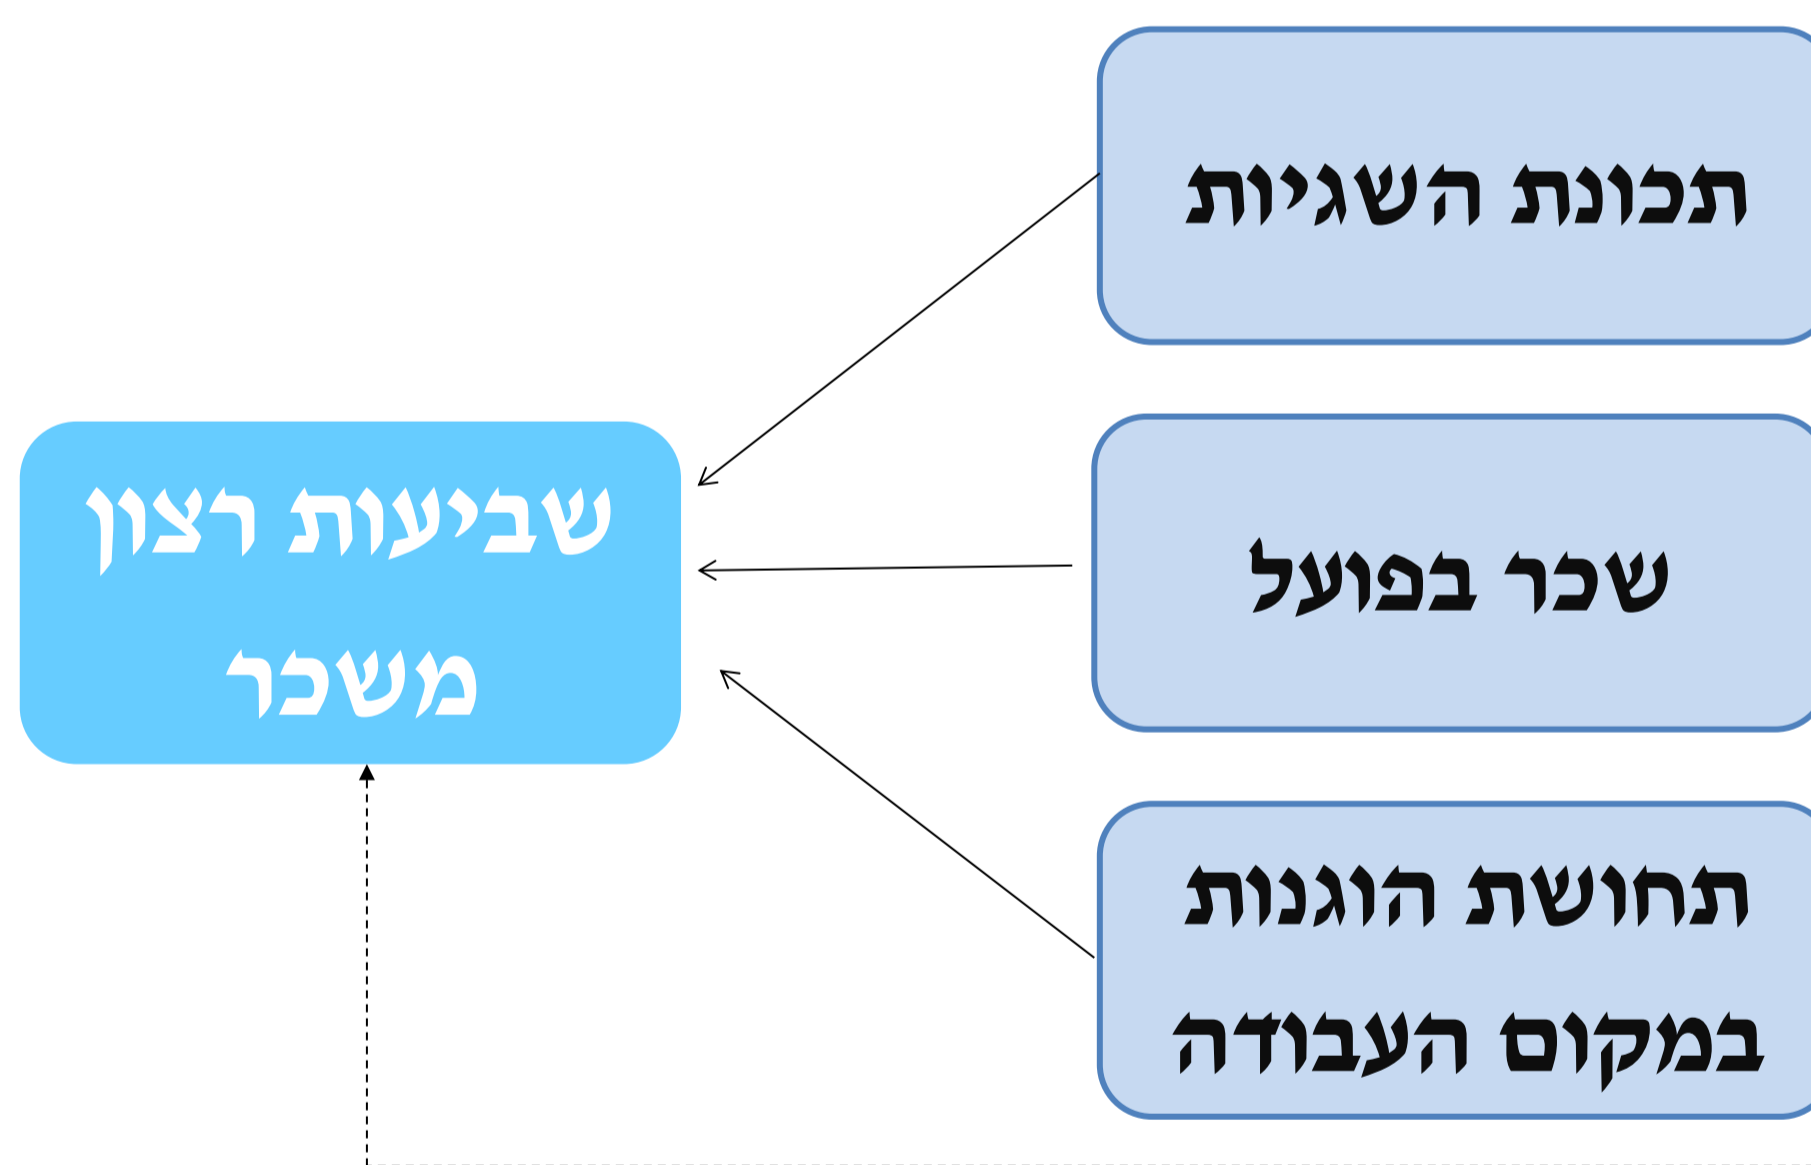 תכונת השגיות
שכר בפועל
תחושת הוגנות
במקום העבודה
שביעות רצון
משכר